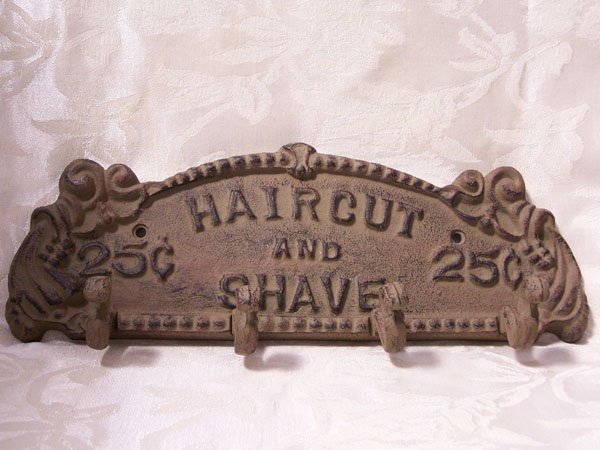 HAIRCUT
AND
25¢ 25¢
SHAVE